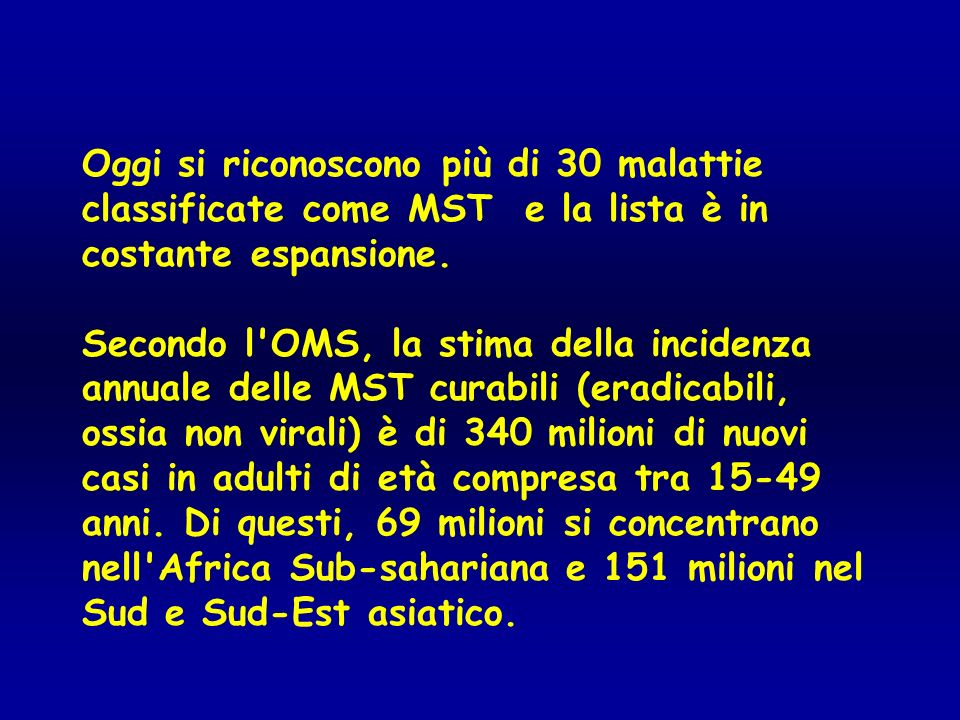 Oggi si riconoscono più di 30 malattie
classificate come MST e la lista è in
costante espansione.
Secondo l'OMS, la stima della incidenza
annuale delle MST curabili (eradicabili,
ossia non virali) è di 340 milioni di nuovi
casi in adulti di età compresa tra 15-49
anni. Di questi, 69 milioni si concentrano
nell'Africa Sub-sahariana e 151 milioni nel
Sud e Sud-Est asiatico.